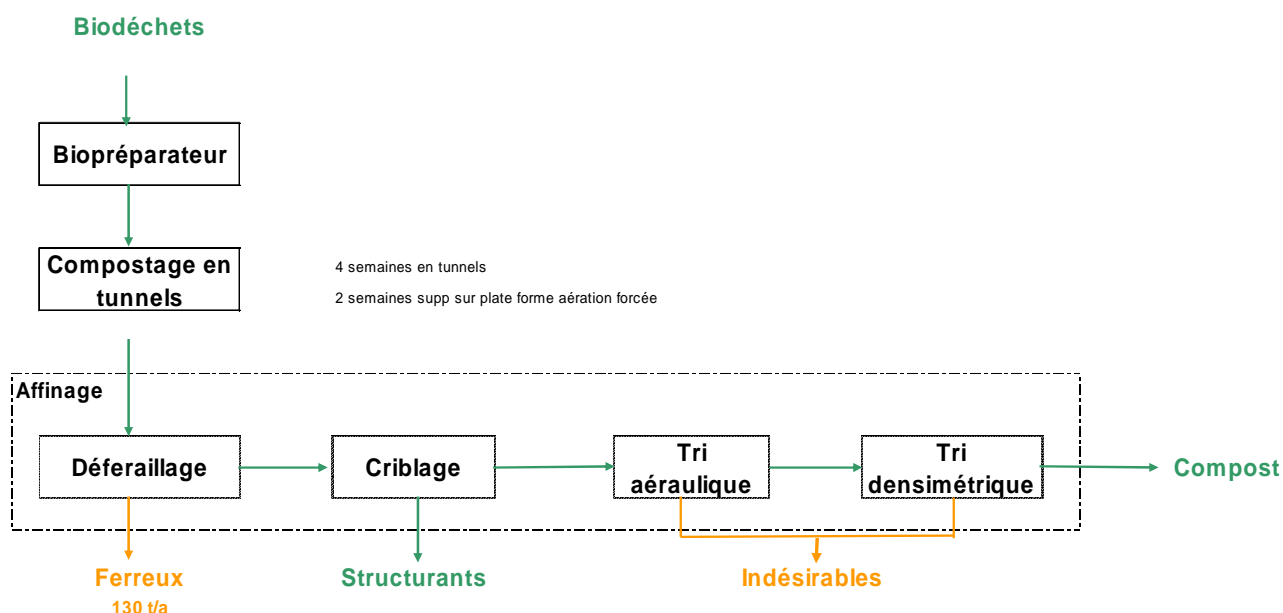 Biodéchets
Biopréparateur
Compostage en
tunnels
4 semaines en tunnels
2 semaines supp sur plate forme aération forcée
Affinage
Déferaillage
Criblage
Tri
aéraulique
Tri
densimétrique
Compost
Ferreux
130 t/a
Structurants
Indésirables